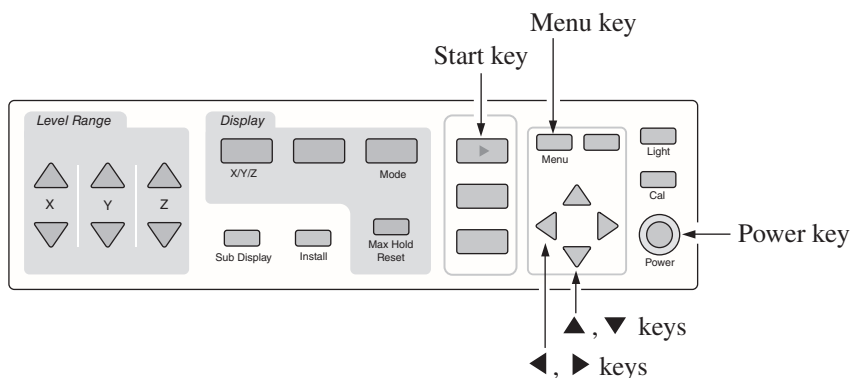 Menu key
Start key
Level Range
Display
X/Y/Z
Mode
Menu
Light
X
Y
Z
Cal
Sub Display
Install
Max Hold
Reset
Power
Power key
▲, ▼ keys
◀, ▶ keys